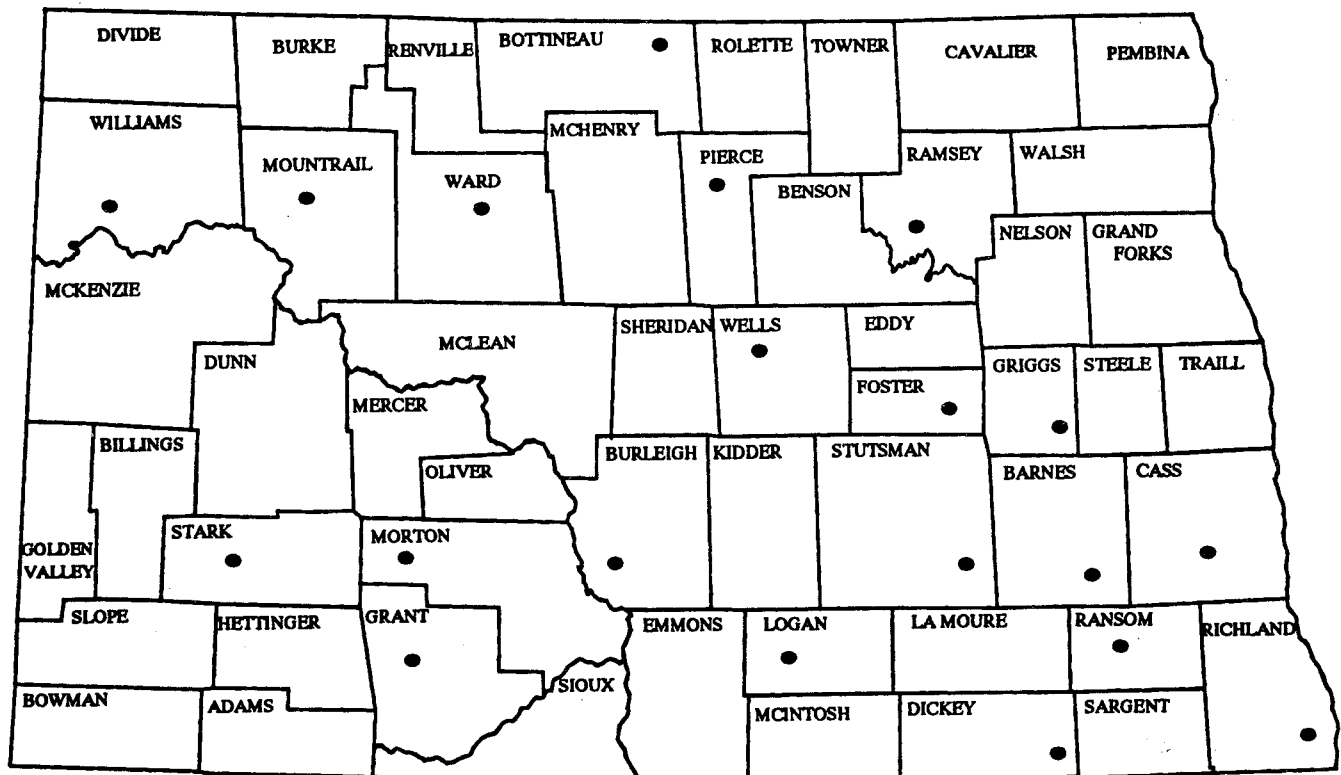 DIVIDE
BURKE
RENVILLE
BOTTINEAU
ROLETTE
TOWNER
CAVALIER
PEMBINA
WILLIAMS
MOUNTRAIL
WARD
MCHENRY
PIERCE
BENSON
RAMSEY
WALSH
NELSON
GRAND
FORKS
MCKENZIE
DUNN
MCLEAN
SHERIDAN
WELLS
EDDY
FOSTER
GRIGGS
STEELE
TRAILL
MERCER
OLIVER
BILLINGS
GOLDEN
VALLEY
STARK
MORTON
BURLEIGH
KIDDER
STUTSMAN
BARNES
CASS
SLOPE
HETTINGER
GRANT
SIOUX
EMMONS
LOGAN
LA MOURE
RANSOM
RICHLAND
BOWMAN
ADAMS
MCINTOSH
DICKEY
SARGENT